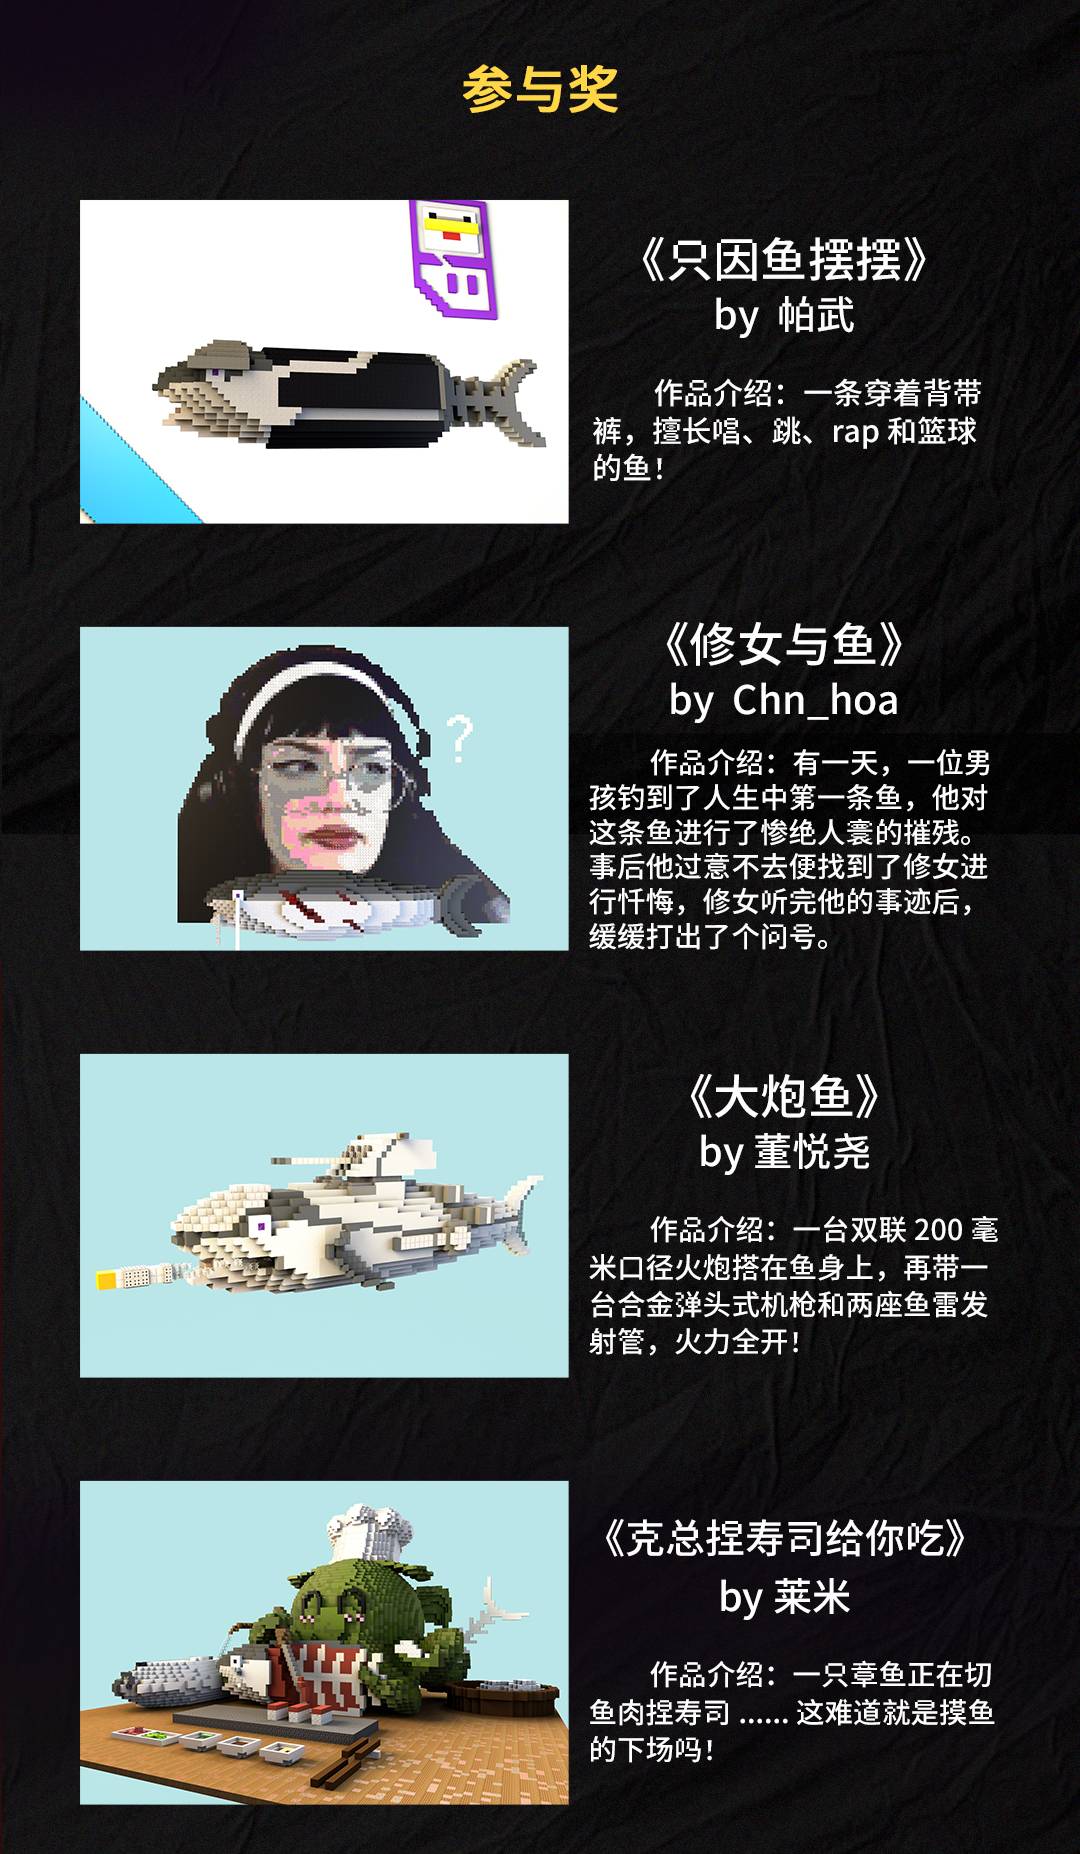 参与奖
《只因鱼摆摆》
by 帕武
作品介绍：一条穿着背带
裤，擅长唱、跳、rap 和篮球
的鱼！
《修女与鱼》
by Chn_hoa
?
作品介绍：有一天，一位男
孩钓到了人生中第一条鱼，他对
这条鱼进行了惨绝人寰的摧残。
事后他过意不去便找到了修女进
行忏悔，修女听完他的事迹后，
缓缓打出了个问号。
《大炮鱼》
by 董悦尧
作品介绍：一台双联 200 毫
米口径火炮搭在鱼身上，再带一
台合金弹头式机枪和两座鱼雷发
射管，火力全开！
《克总捏寿司给你吃》
by 莱米
作品介绍：一只章鱼正在切
鱼肉捏寿司 ...... 这难道就是摸鱼
的下场吗！